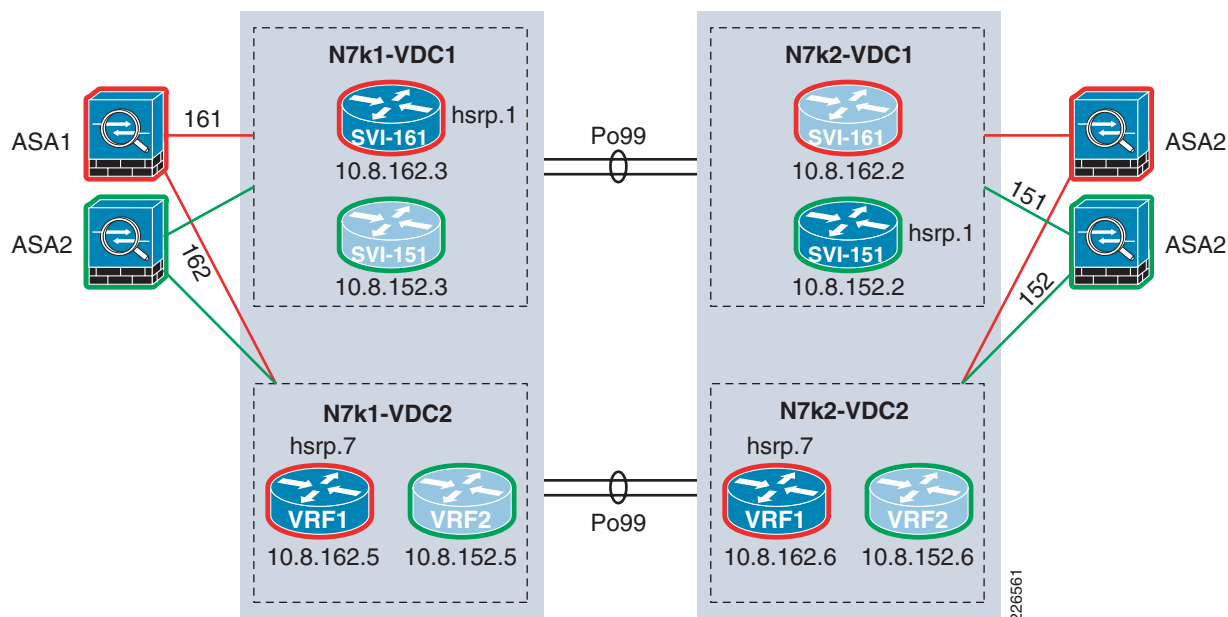 N7k1-VDC1
SVI-161
hsrp.1
10.8.162.3
SVI-151
10.8.152.3
ASA1
161
ASA2
162
Po99
N7k2-VDC1
SVI-161
10.8.162.2
SVI-151
hsrp.1
10.8.152.2
ASA2
151
ASA2
152
N7k1-VDC2
hsrp.7
VRF1
VRF2
10.8.162.5
10.8.152.5
Po99
N7k2-VDC2
hsrp.7
VRF1
VRF2
10.8.162.6
10.8.152.6
226561